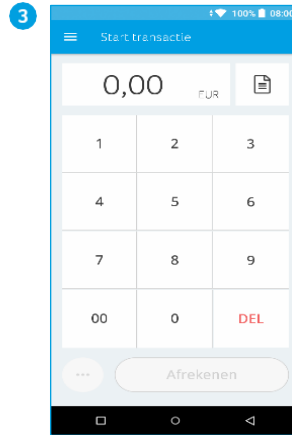 3
100% 08:00
Start transactie
0,00 EUR
1 2 3
4 5 6
7 8 9
00 0 DEL
... Afrekenen